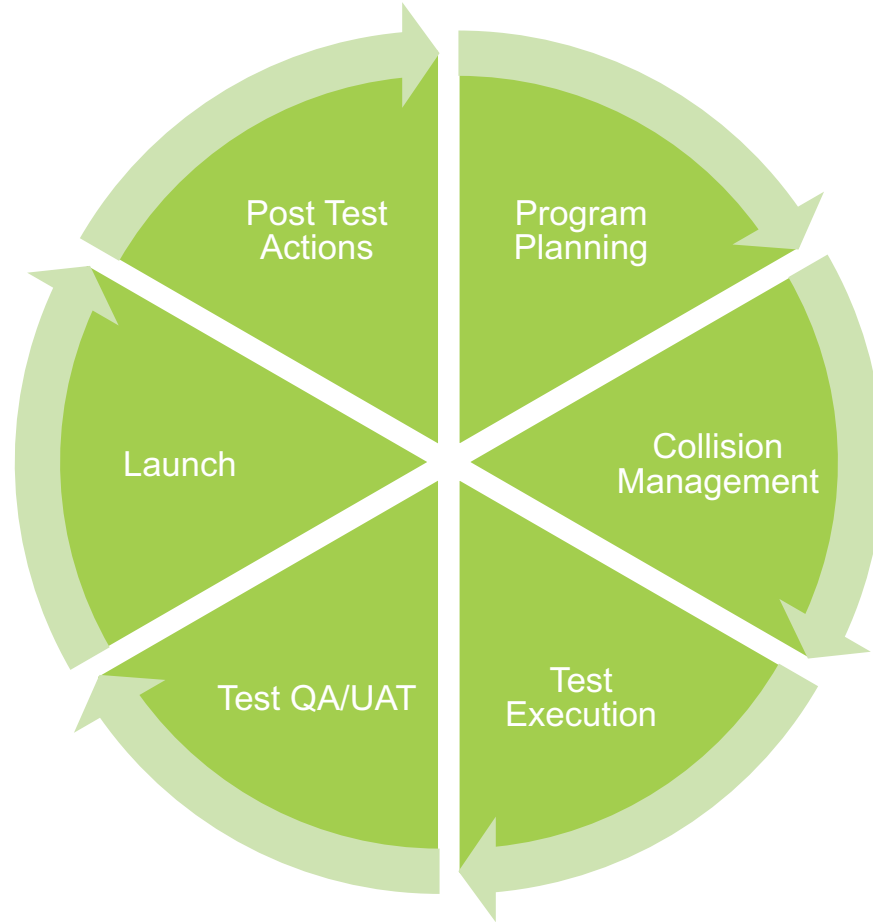 Post Test
Actions
Program
Planning
Launch
Collision
Management
Test QA/UAT
Test
Execution